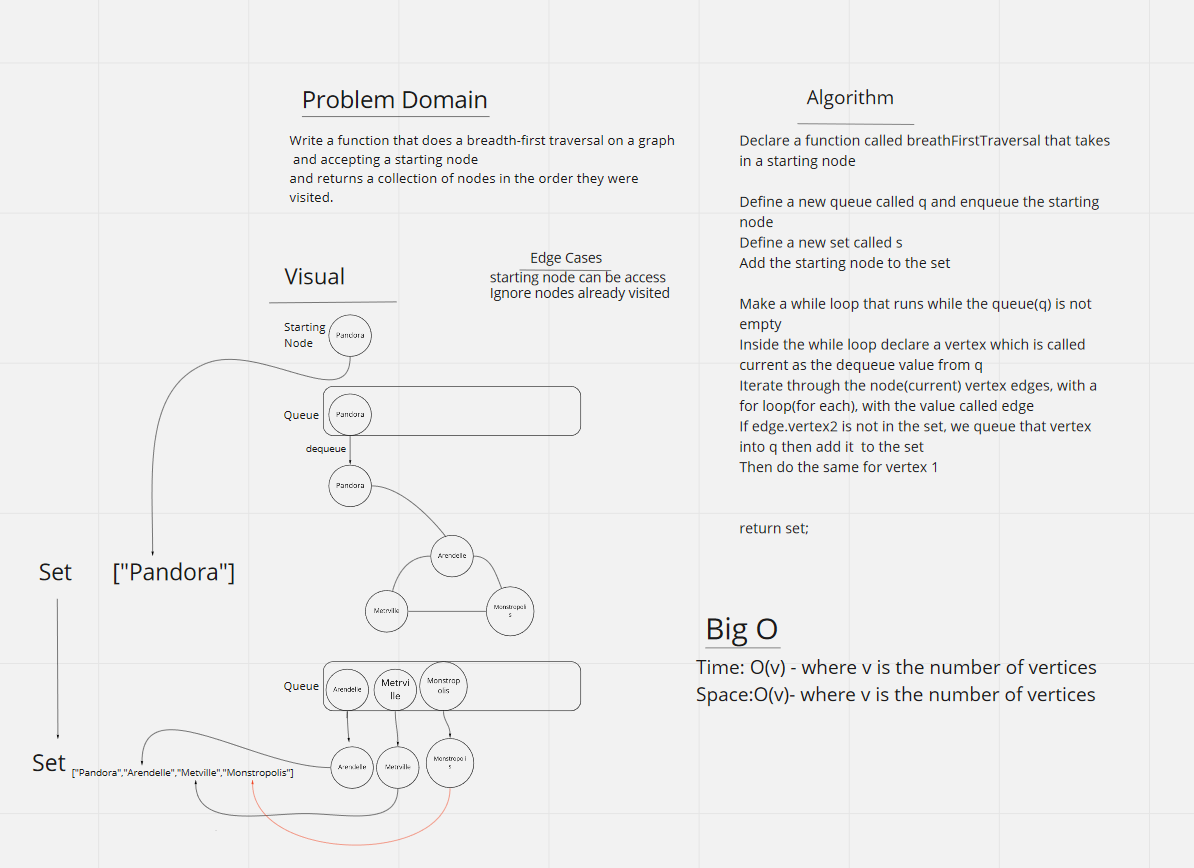 Problem Domain
Write a function that does a breadth-first traversal on a graph
and accepting a starting node
and returns a collection of nodes in the order they were
visited.
Edge Cases
starting node can be access
Ignore nodes already visited
Visual
Starting
Node
Pandora
Queue
Pandora
dequeue
Pandora
Arendelle
Metrville
Monstropoli
s
Set
["Pandora"]
Queue
Arendelle
Metrvi
lle
Monstrop
olis
Set
["Pandora","Arendelle","Metville","Monstropolis"]
Arendelle
Metrville
Monstropoli
s
Algorithm
Declare a function called breathFirstTraversal that takes
in a starting node
Define a new queue called q and enqueue the starting
node
Define a new set called s
Add the starting node to the set
Make a while loop that runs while the queue(q) is not
empty
Inside the while loop declare a vertex which is called
current as the dequeue value from q
Iterate through the node(current) vertex edges, with a
for loop(for each), with the value called edge
If edge.vertex2 is not in the set, we queue that vertex
into q then add it  to the set
Then do the same for vertex 1
return set;
Big O
Time: O(v) - where v is the number of vertices
Space:O(v)- where v is the number of vertices